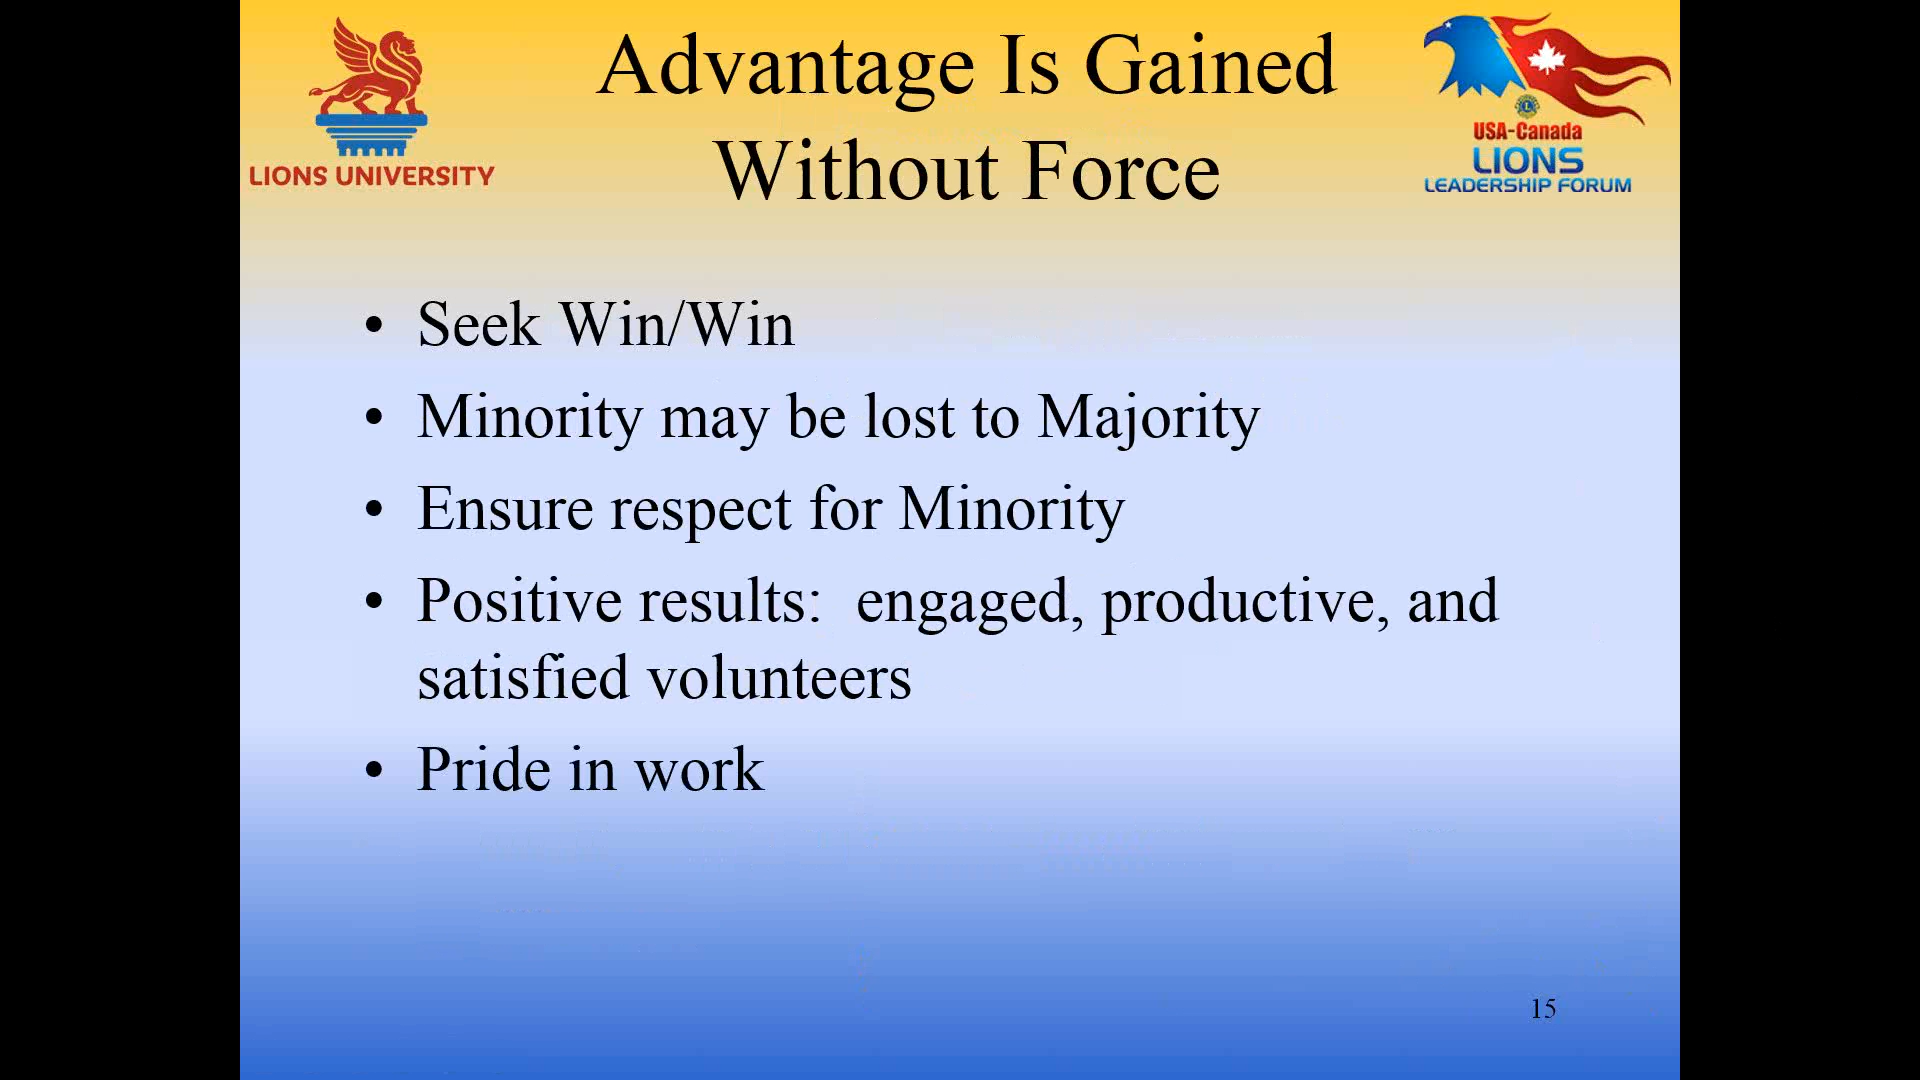 LIONS UNIVERSITY
Advantage Is Gained
Without Force
USA-Canada
LIONS
LEADERSHIP FORUM
• Seek Win/Win
• Minority may be lost to Majority
• Ensure respect for Minority
• Positive results:  engaged, productive, and
satisfied volunteers
• Pride in work
15